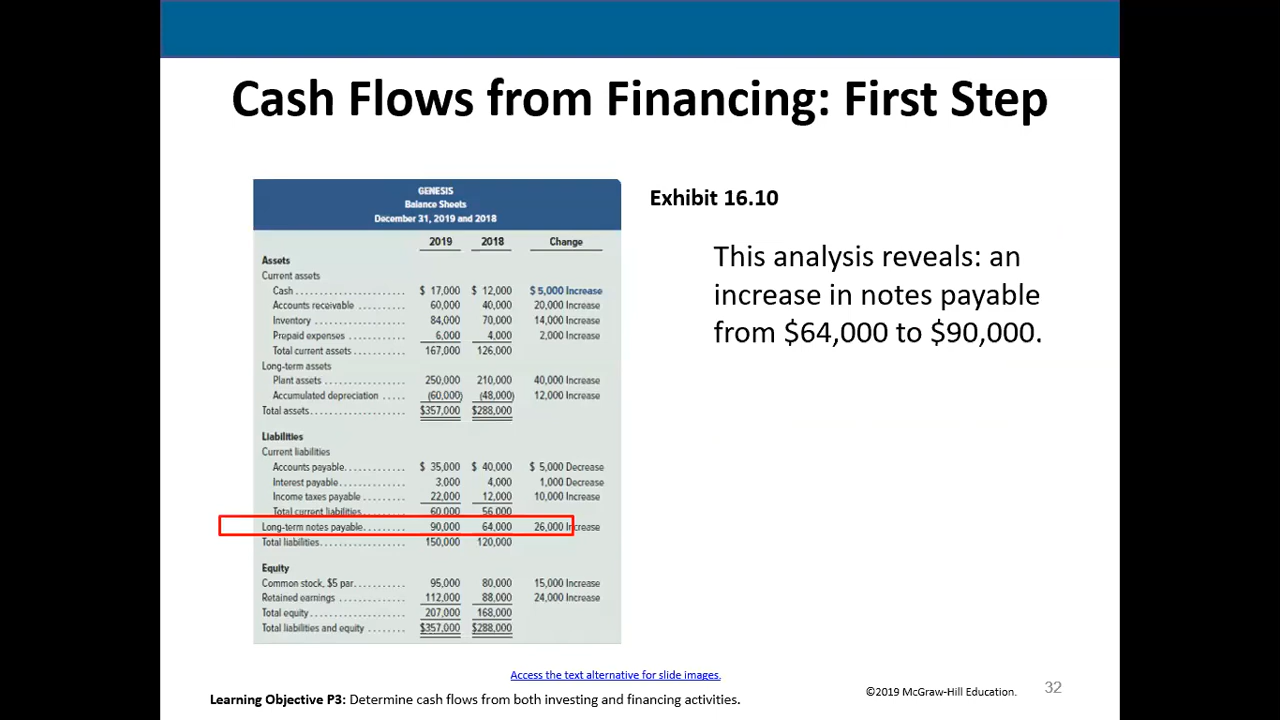 Cash Flows from Financing: First Step
GENESIS
Balance Sheets
December 31, 2019 and 2018
2019 2018 Change
Assets
Current assets
Cash ....................... $ 17,000 $ 12,000 $ 5,000 Increase
Accounts receivable .......... 60,000 40,000 20,000 Increase
Inventory ................... 84,000 70,000 14,000 Increase
Prepaid expenses ............. 6,000 4,000 2,000 Increase
Total current assets ........... 167,000 126,000
Long-term assets
Plant assets .................. 250,000 210,000 40,000 Increase
Accumulated depreciation ..... (60,000) (48,000) 12,000 Increase
Total assets.................... $357,000 $288,000
Liabilities
Current liabilities
Accounts payable............. $ 35,000 $ 40,000 $ 5,000 Decrease
Interest payable.............. 3,000 4,000 1,000 Decrease
Income taxes payable ......... 22,000 12,000 10,000 Increase
Total current liabilities.......... 60,000 56,000
Long-term notes payable......... 90,000 64,000 26,000 Increase
Total liabilities.................. 150,000 120,000
Equity
Common stock, $5 par........... 95,000 80,000 15,000 Increase
Retained earnings .............. 112,000 88,000 24,000 Increase
Total equity.................... 207,000 168,000
Total liabilities and equity ........ $357,000 $288,000
Exhibit 16.10
This analysis reveals: an
increase in notes payable
from $64,000 to $90,000.
Access the text alternative for slide images.
Learning Objective P3: Determine cash flows from both investing and financing activities.
©2019 McGraw-Hill Education.
32